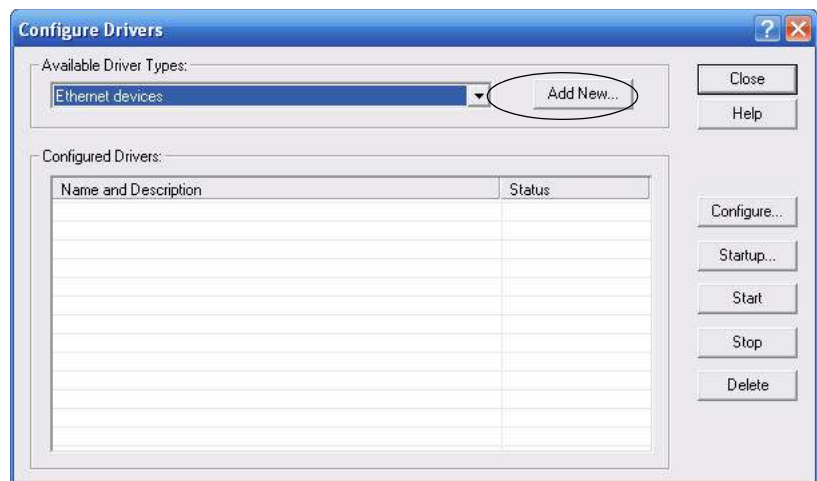 Configure Drivers
?
Available Driver Types:
Ethernet devices
Add New...
Close
Help
Configured Drivers:
Name and Description Status
Configure...
Startup...
Start
Stop
Delete